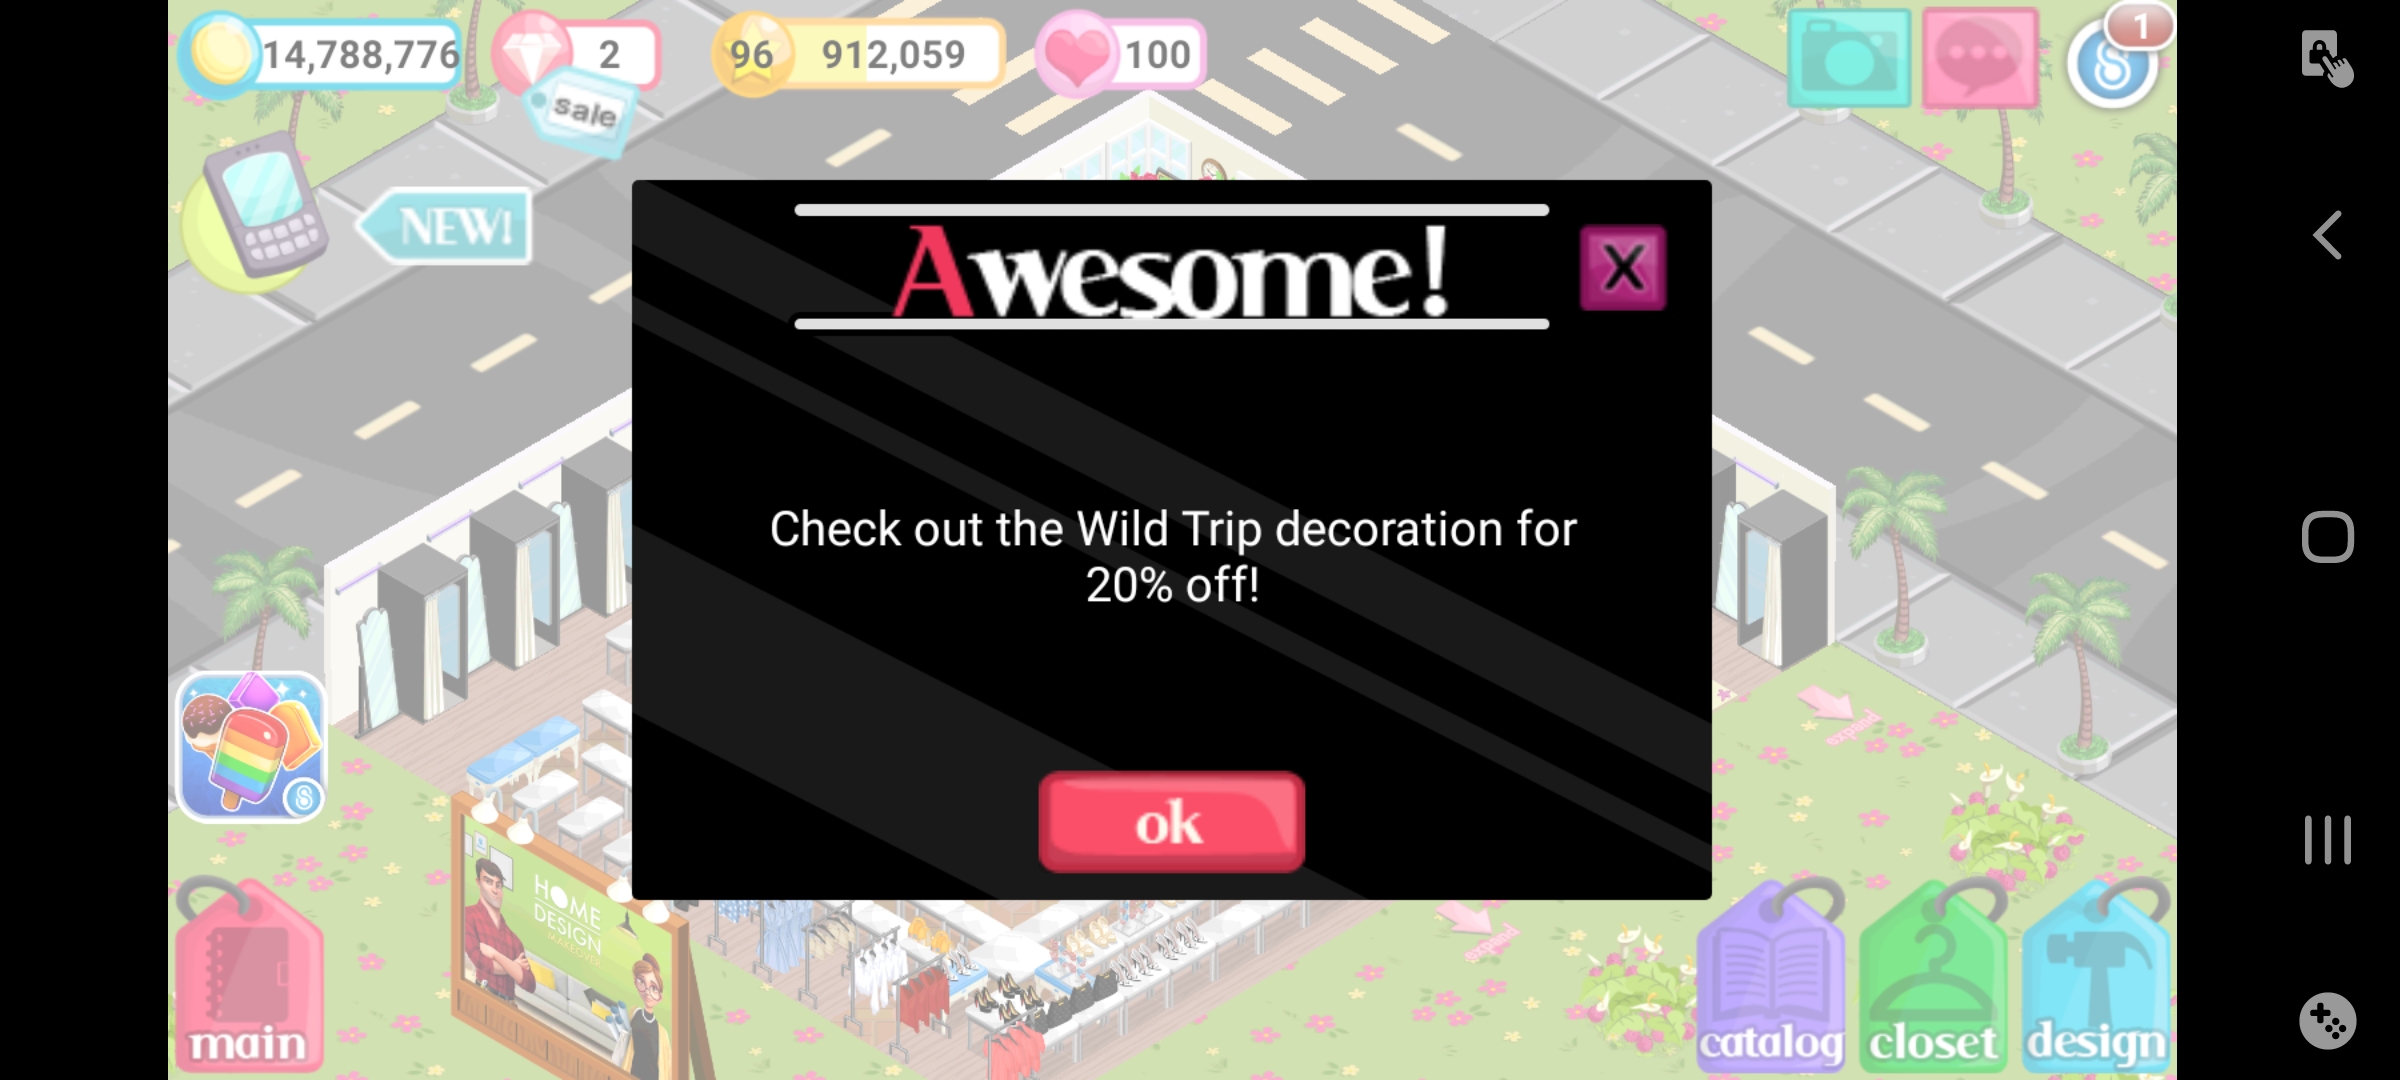 14,788,776
2
96
912,059
100
1
sale
NEW!
Awesome!
X
Check out the Wild Trip decoration for
20% off!
ok
expand
expand
HOME
DESIGN
MAKEOVER
main
catalog
closet
design